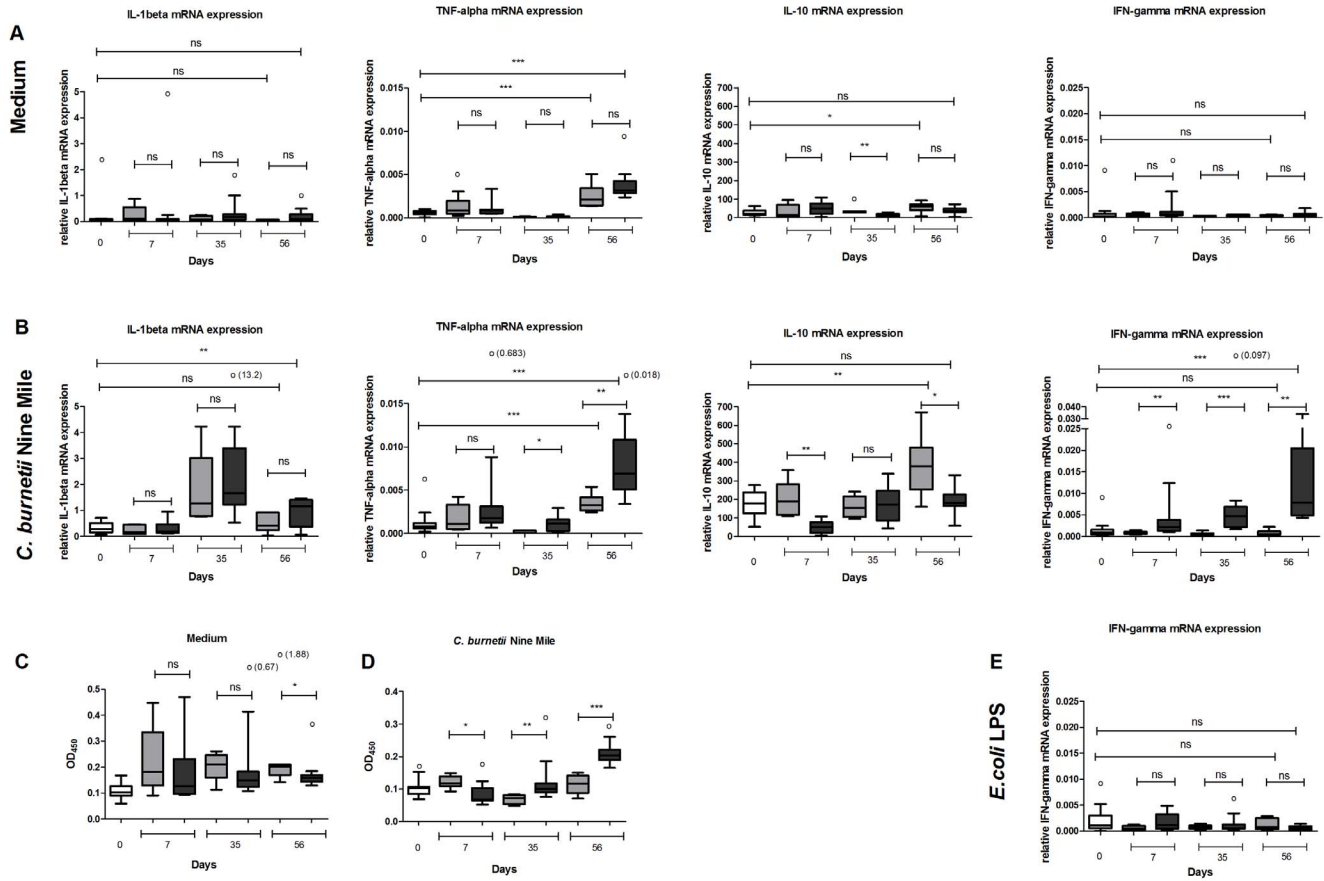 A
Medium
IL-1beta mRNA expression
relative IL-1beta mRNA expression
5
4
3
2
1
0
ns
ns
ns
ns
ns
0
7
35
56
Days
TNF-alpha mRNA expression
relative TNF-alpha mRNA expression
0.015
0.010
0.005
0.000
***
***
ns
ns
ns
0
7
35
56
Days
IL-10 mRNA expression
relative IL-10 mRNA expression
700
600
500
400
300
200
100
0
ns
*
ns
**
ns
0
7
35
56
Days
IFN-gamma mRNA expression
relative IFN-gamma mRNA expression
0.025
0.020
0.015
0.010
0.005
0.000
ns
ns
ns
ns
ns
0
7
35
56
Days
B
C. burnetii Nine Mile
IL-1beta mRNA expression
relative IL-1beta mRNA expression
5
4
3
2
1
0
**
ns
(13.2)
ns
ns
ns
0
7
35
56
Days
TNF-alpha mRNA expression
relative TNF-alpha mRNA expression
0.015
0.010
0.005
0.000
(0.683)
***
(0.018)
**
***
ns
*
0
7
35
56
Days
IL-10 mRNA expression
relative IL-10 mRNA expression
700
600
500
400
300
200
100
0
ns
**
*
**
ns
0
7
35
56
Days
IFN-gamma mRNA expression
relative IFN-gamma mRNA expression
0.040
0.030
0.025
0.020
0.015
0.010
0.005
0.000
***
(0.097)
ns
**
***
**
0
7
35
56
Days
C
Medium
OD450
0.5
0.4
0.3
0.2
0.1
0.0
ns
ns
(0.67)
(1.88)
*
0
7
35
56
Days
D
C. burnetii Nine Mile
OD450
0.4
0.3
0.2
0.1
0.0
*
**
***
0
7
35
56
Days
E
E.coli LPS
IFN-gamma mRNA expression
relative IFN-gamma mRNA expression
0.025
0.020
0.015
0.010
0.005
0.000
ns
ns
ns
ns
ns
0
7
35
56
Days